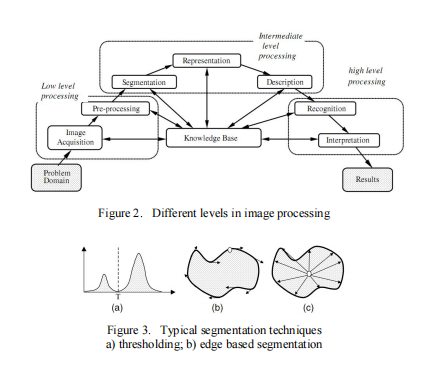 Intermediate
level
processing
Representation
Low level
processing
Segmentation
Description
high level
processing
Pre-processing
Recognition
Image
Acquisition
Knowledge Base
Interpretation
Problem
Domain
Results
Figure 2. Different levels in image processing
T
(a)
(b)
(c)
Figure 3. Typical segmentation techniques
a) thresholding; b) edge based segmentation